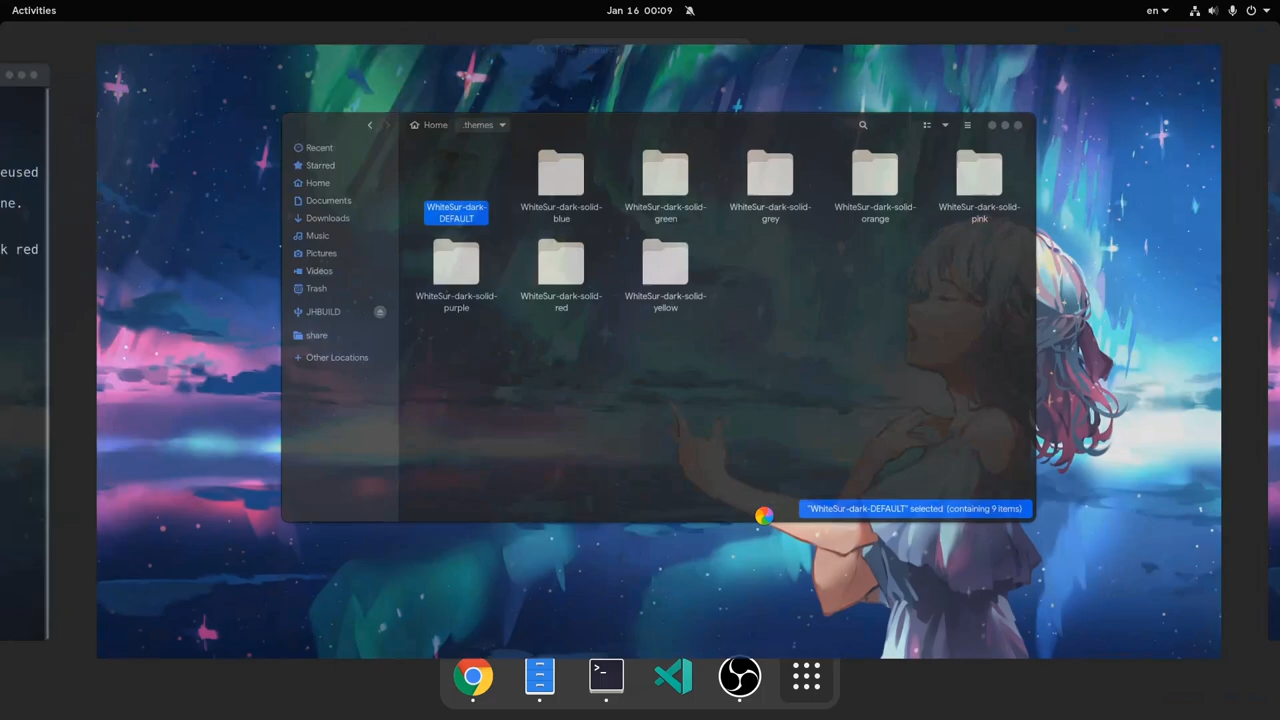 Activities
Jan 16 00:09
en
Home
.themes
Recent
Starred
Home
Documents
Downloads
Music
Pictures
Videos
Trash
JHBUILD
share
Other Locations
WhiteSur-dark-
DEFAULT
WhiteSur-dark-solid-
blue
WhiteSur-dark-solid-
green
WhiteSur-dark-solid-
grey
WhiteSur-dark-solid-
orange
WhiteSur-dark-solid-
pink
WhiteSur-dark-solid-
purple
WhiteSur-dark-solid-
red
WhiteSur-dark-solid-
yellow
"WhiteSur-dark-DEFAULT" selected (containing 9 items)
eused
ne.
k red
>_